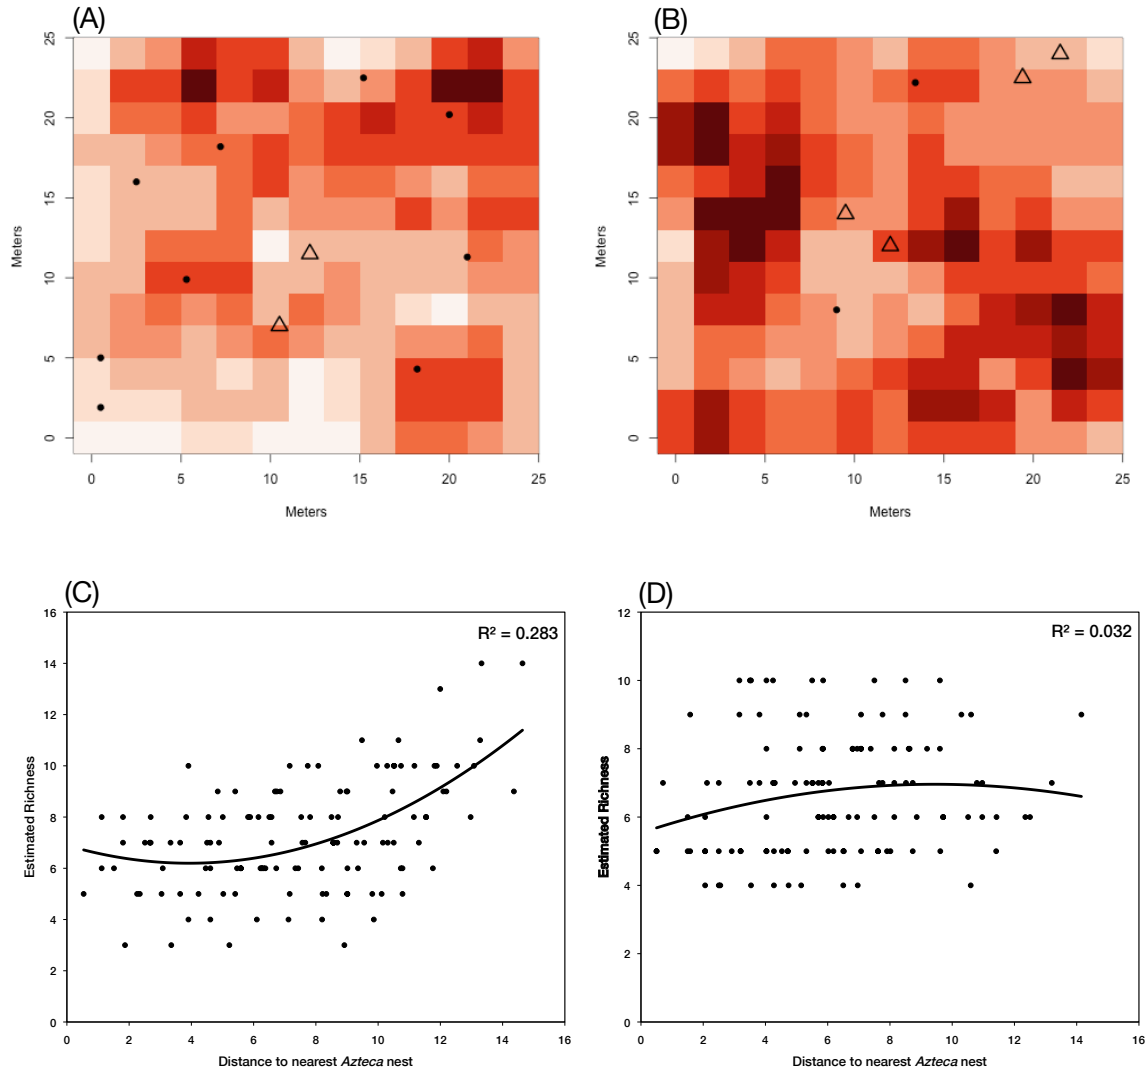 (A)
25
20
15
10
5
0
Meters
0 5 10 15 20 25
Meters
(B)
25
20
15
10
5
0
Meters
0 5 10 15 20 25
Meters
(C)
R² = 0.283
16
14
12
10
8
6
4
2
0
Estimated Richness
0 2 4 6 8 10 12 14 16
Distance to nearest Azteca nest
(D)
R² = 0.032
12
10
8
6
4
2
0
Estimated Richness
0 2 4 6 8 10 12 14 16
Distance to nearest Azteca nest